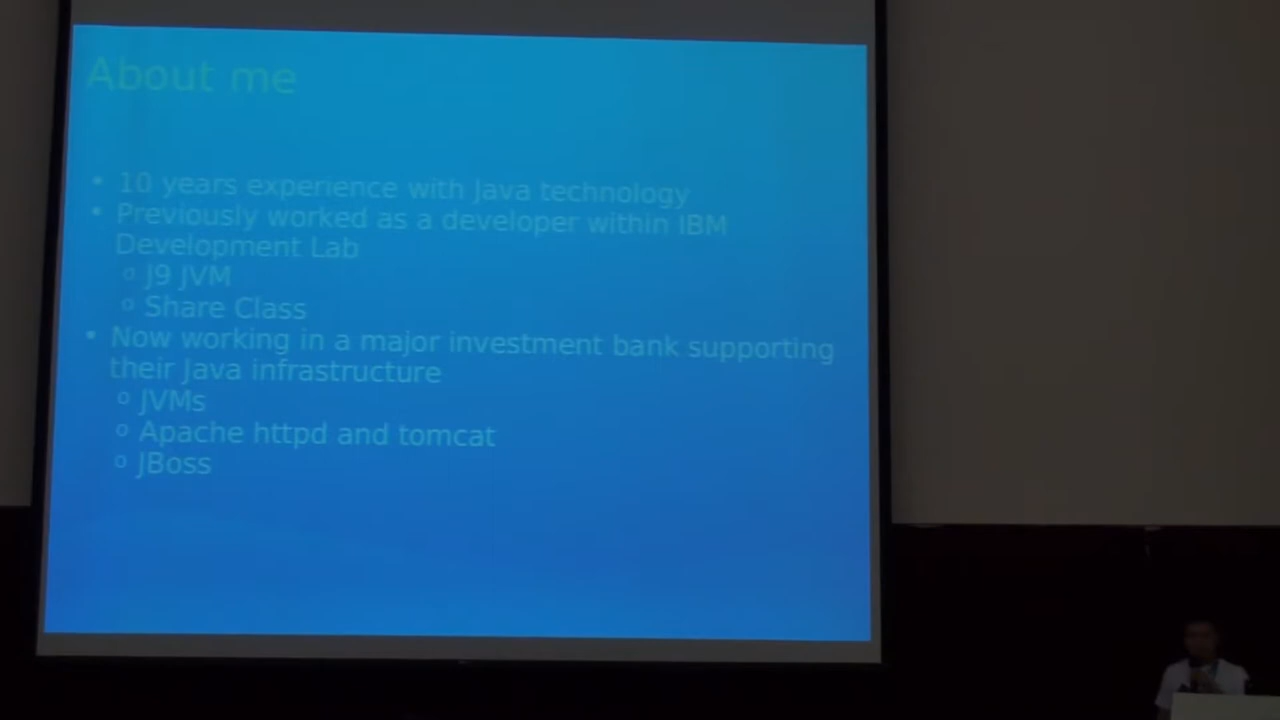 About me
• 10 years experience with Java technology
• Previously worked as a developer within IBM
Development Lab
o J9 JVM
o Share Class
• Now working in a major investment bank supporting
their Java infrastructure
o JVMs
o Apache httpd and tomcat
o JBoss